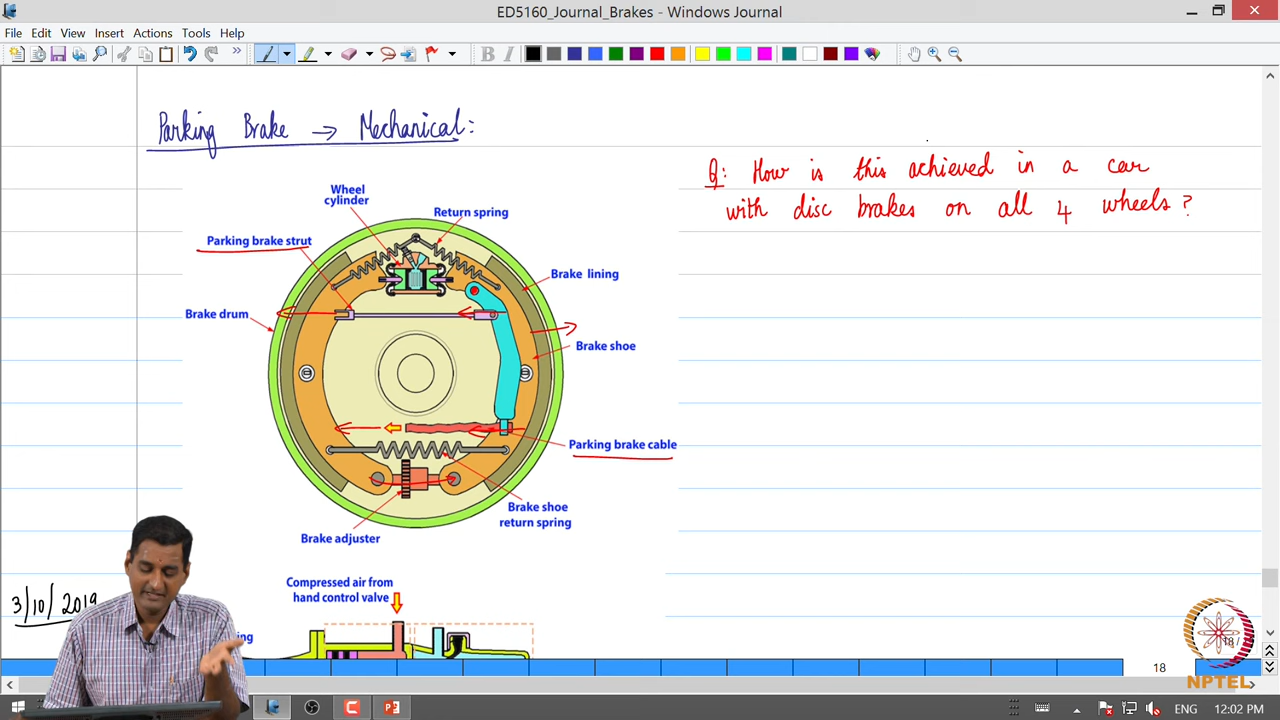 ED5160_Journal_Brakes - Windows Journal
File Edit View Insert Actions Tools Help
Parking Brake → Mechanical:
Q: How is this achieved in a car
with disc brakes on all 4 wheels?
Wheel
cylinder
Return spring
Parking brake strut
Brake lining
Brake drum
Brake shoe
Parking brake cable
Brake shoe
return spring
Brake adjuster
Compressed air from
hand control valve
3/10/2019
ng
18
NPTEL
ENG 12:02 PM